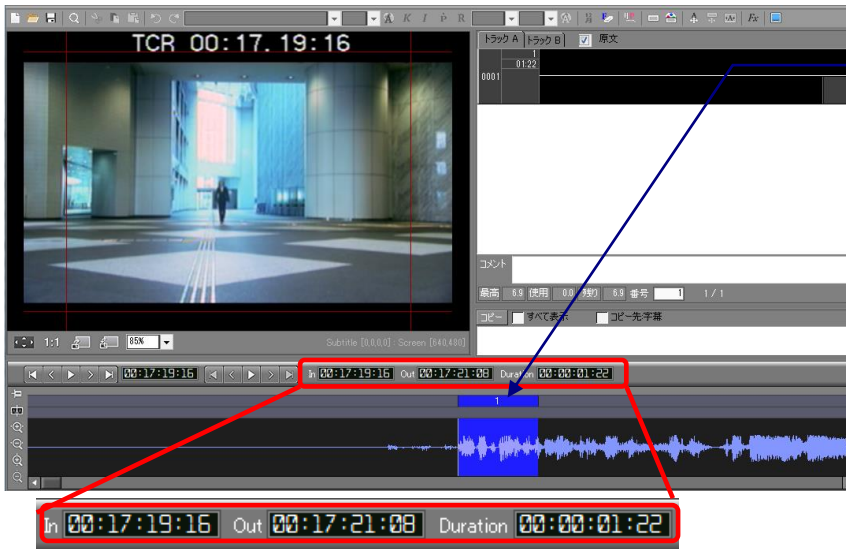 K I P R
Fx
TCR 00:17.19:16
トラック A トラック B 原文
1
01:22
0001
コメント
最高 6.9 使用 0.0 残り 6.9 番号 1 1 / 1
コピー すべて表示 コピー先字幕
1:1 85% Subtitle [0,0,0,0] : Screen [640,480]
00:17:19:16 In 00:17:19:16 Out 00:17:21:08 Duration 00:00:01:22
1
In 00:17:19:16 Out 00:17:21:08 Duration 00:00:01:22